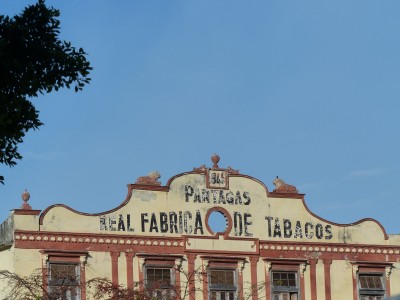 1845
PARTAGAS
REAL FABRICA DE TABACOS